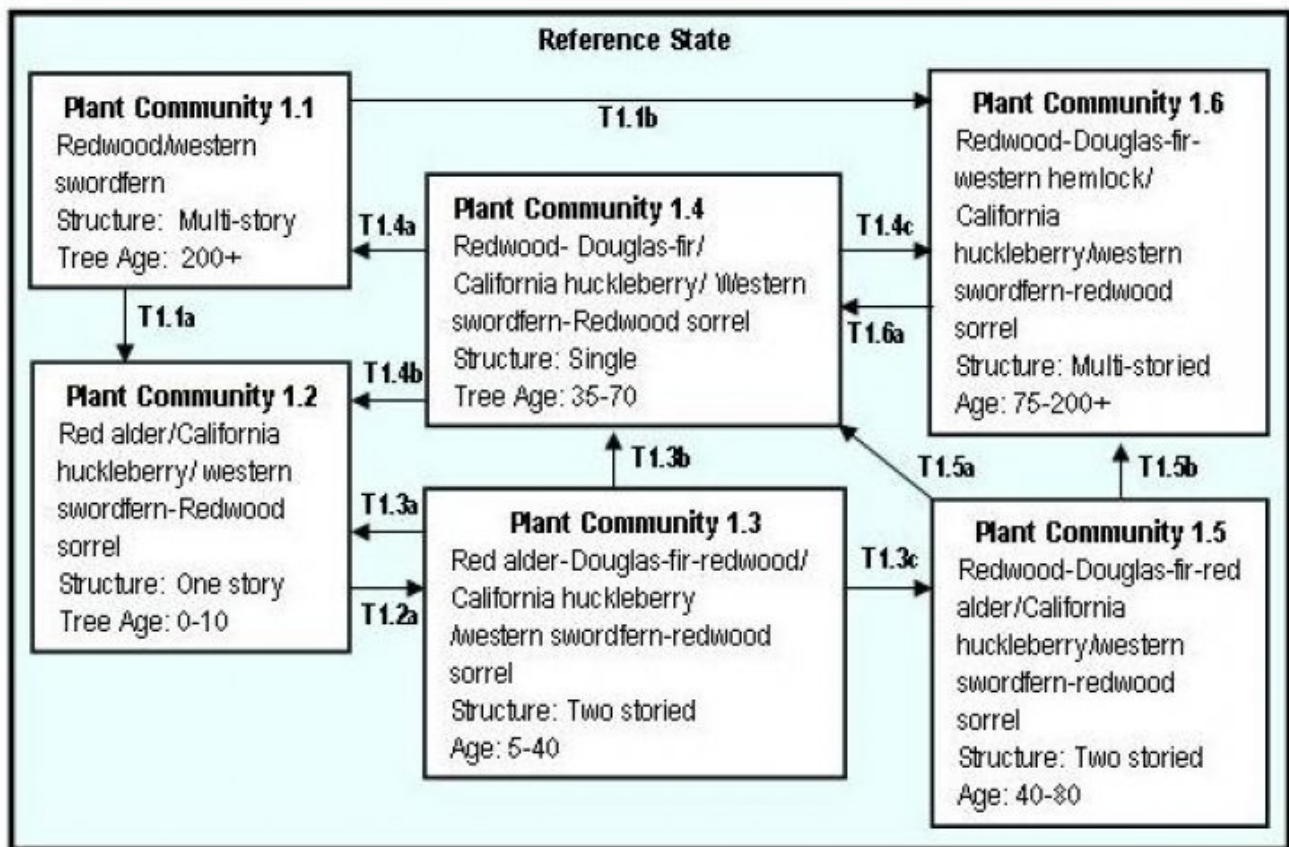 Reference State
Plant Community 1.1
Redwood/western
swordfern
Structure: Multi-story
Tree Age: 200+
T1.1b
Plant Community 1.6
Redwood-Douglas-fir-
western hemlock/
California
huckleberry/western
swordfern-redwood
sorrel
Structure: Multi-storied
Age: 75-200+
T1.4a
Plant Community 1.4
Redwood- Douglas-fir/
California huckleberry/ Western
swordfern-Redwood sorrel
Structure: Single
Tree Age: 35-70
T1.4c
T1.6a
T1.1a
T1.4b
Plant Community 1.2
Red alder/California
huckleberry/ western
swordfern-Redwood
sorrel
Structure: One story
Tree Age: 0-10
T1.3b
T1.5a
T1.5b
T1.3a
T1.2a
Plant Community 1.3
Red alder-Douglas-fir-redwood/
California huckleberry
/western swordfern-redwood
sorrel
Structure: Two storied
Age: 5-40
T1.3c
Plant Community 1.5
Redwood-Douglas-fir-red
alder/California
huckleberry/western
swordfern-redwood
sorrel
Structure: Two storied
Age: 40-80